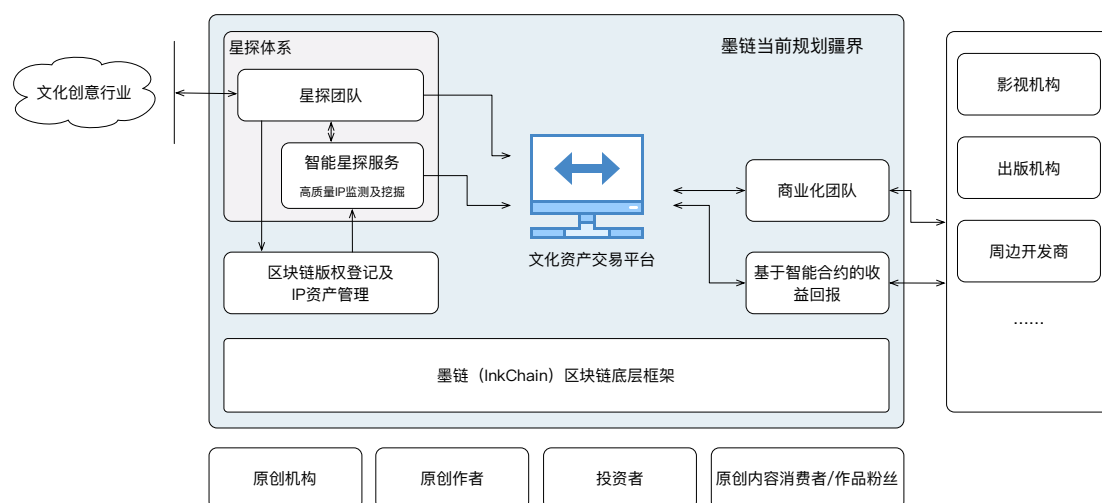 星探体系
墨链当前规划疆界
文化创意行业
星探团队
智能星探服务
高质量IP监测及挖掘
区块链版权登记及
IP资产管理
文化资产交易平台
商业化团队
基于智能合约的收
益回报
影视机构
出版机构
周边开发商
......
墨链（InkChain）区块链底层框架
原创机构
原创作者
投资者
原创内容消费者/作品粉丝